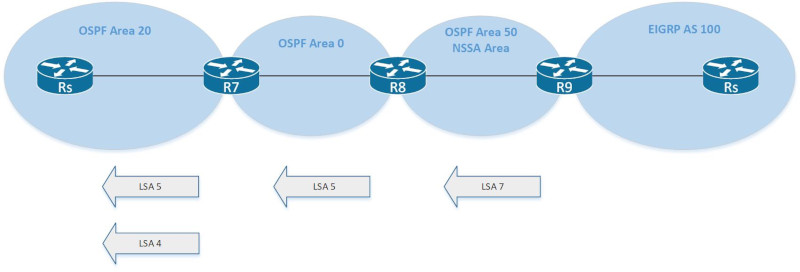 OSPF Area 20
OSPF Area 0
OSPF Area 50
NSSA Area
EIGRP AS 100
Rs
R7
R8
R9
Rs
LSA 5
LSA 5
LSA 7
LSA 4